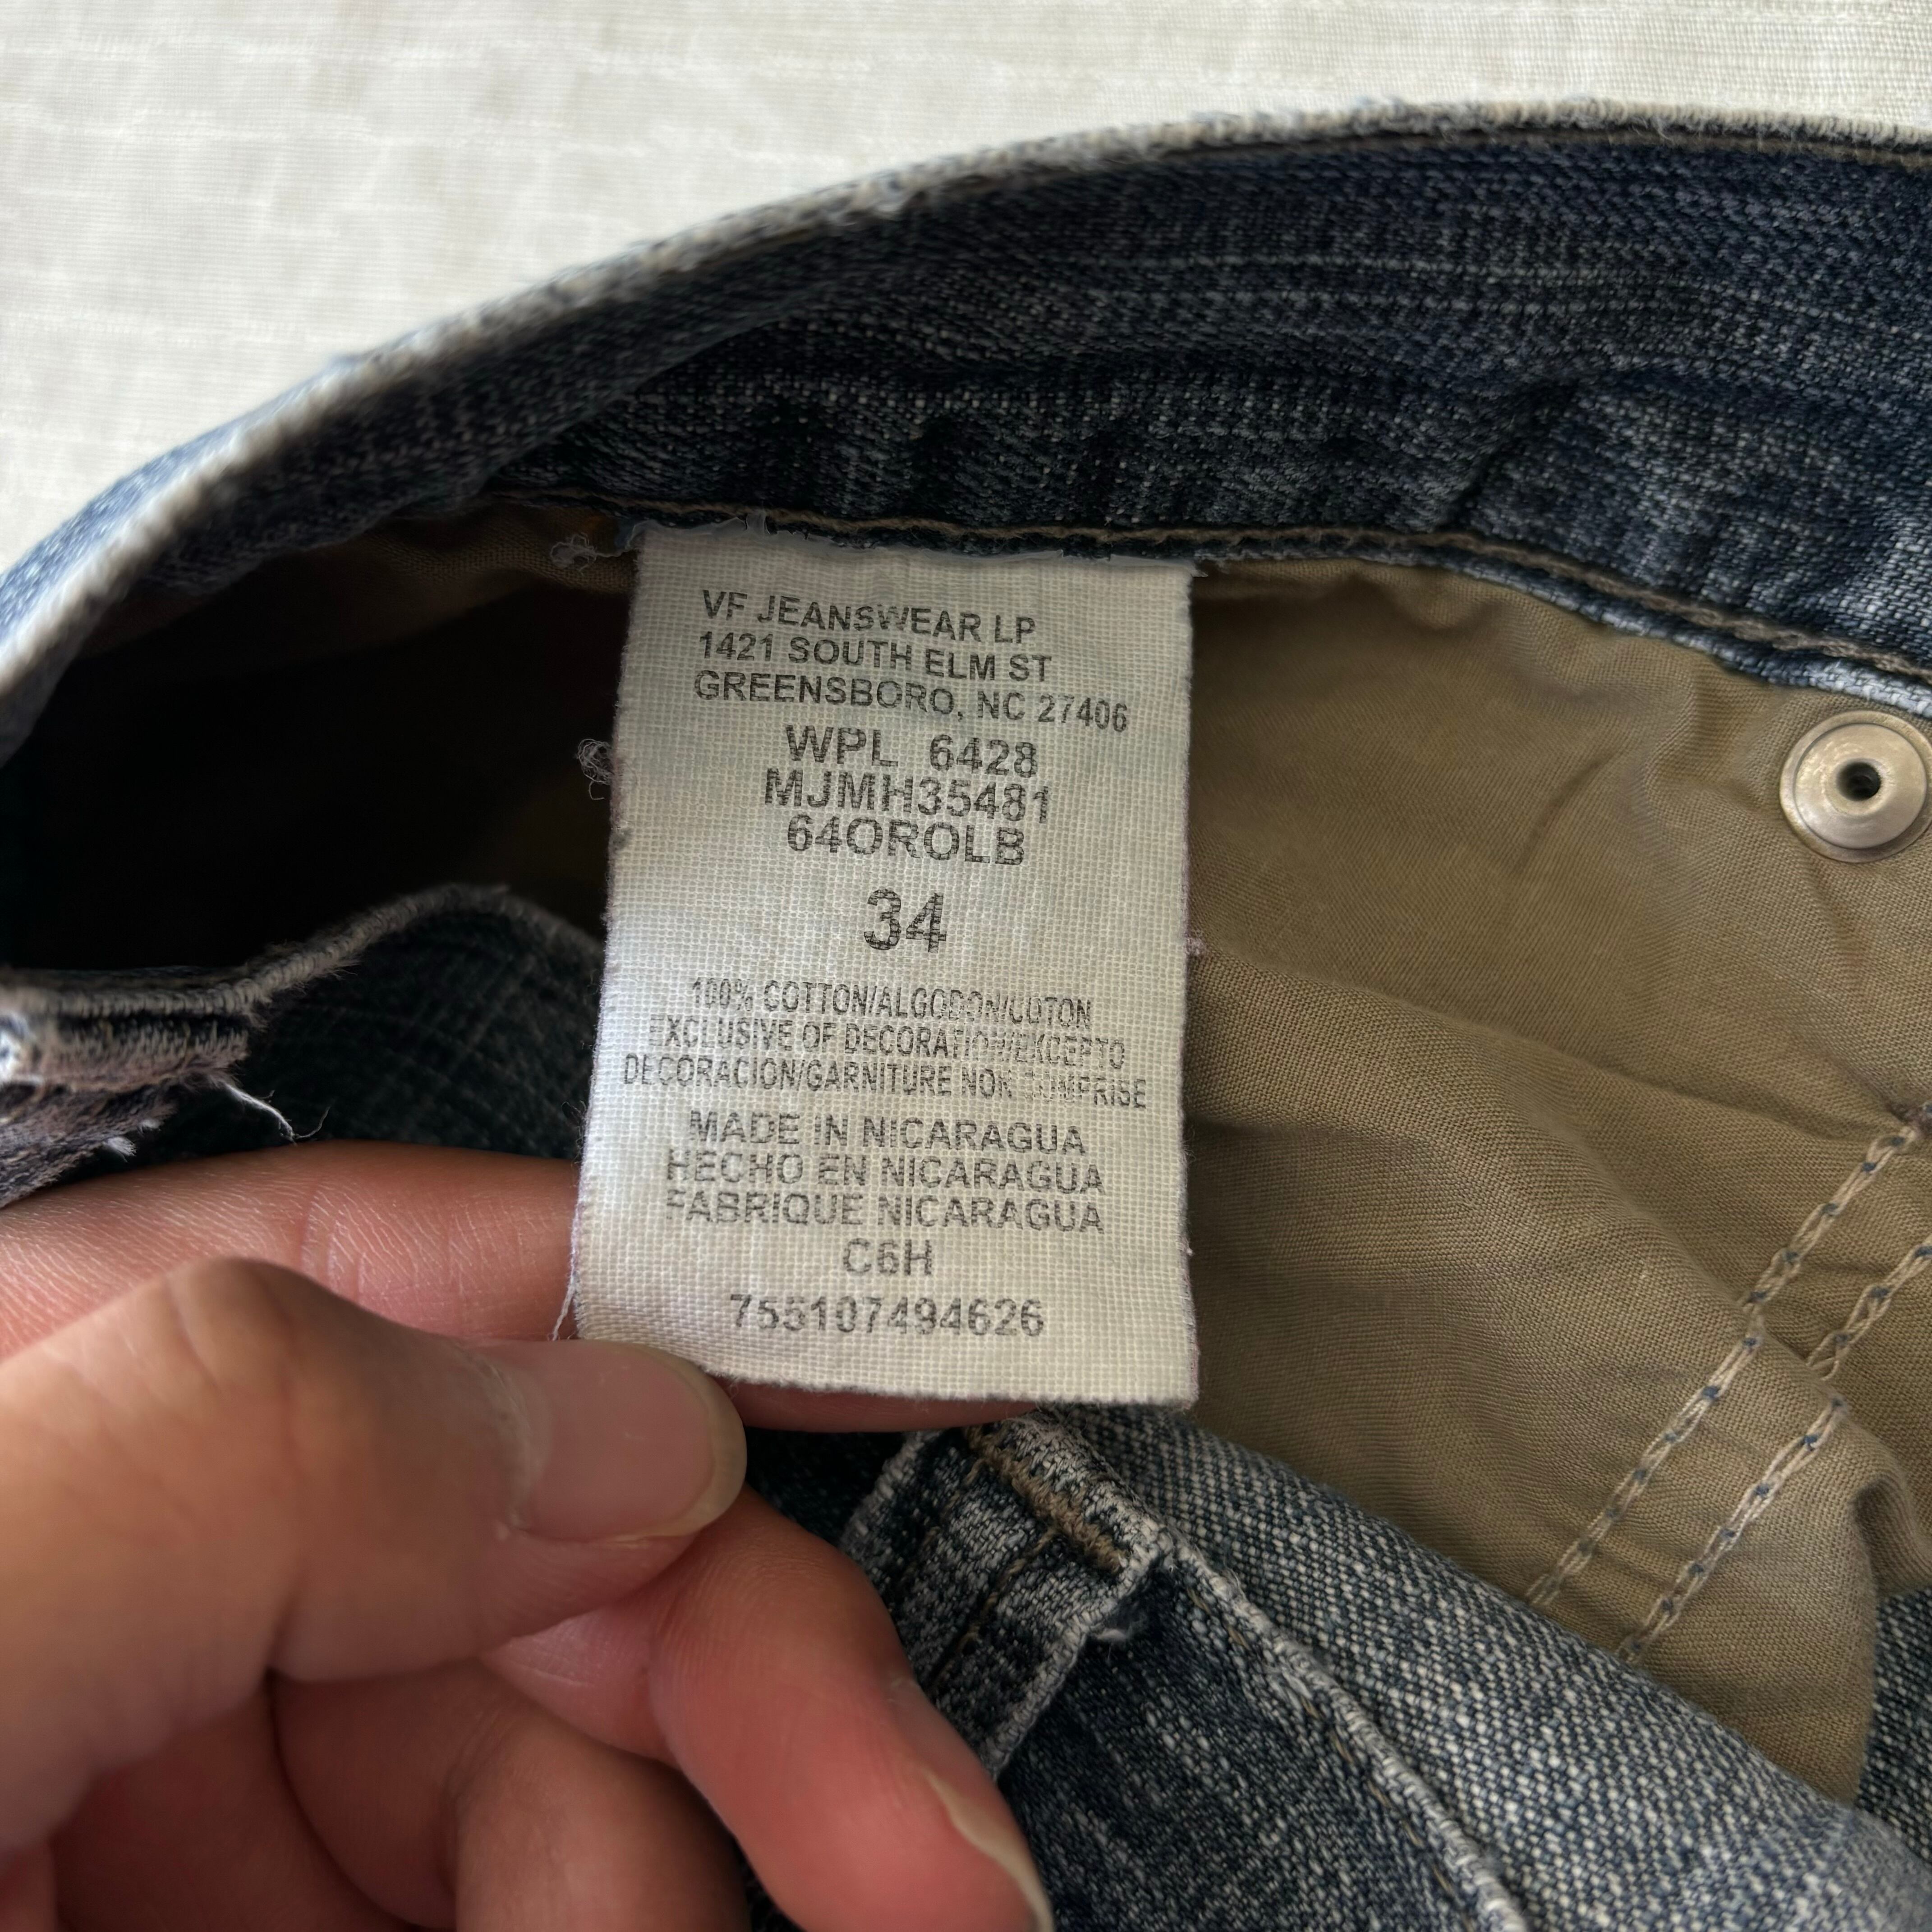 VF JEANSWEAR LP
1421 SOUTH ELM ST
GREENSBORO, NC 27406
WPL 6428
MJMH35481
64OROLB
34
100% COTTON/ALGODON/COTON
EXCLUSIVE OF DECORATION/EXCEPTO
DECORACION/GARNITURE NON COMPRISE
MADE IN NICARAGUA
HECHO EN NICARAGUA
FABRIQUE NICARAGUA
C6H
755107494626